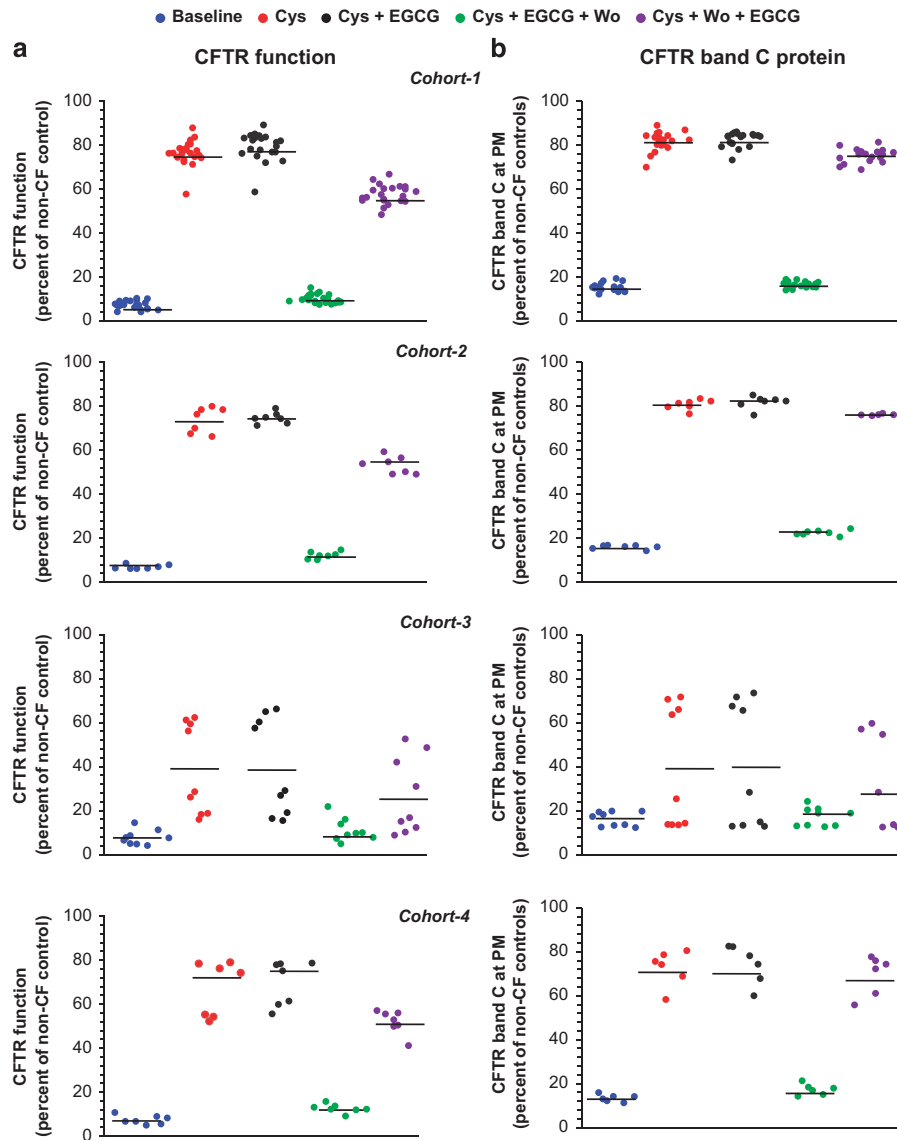 Baseline Cys Cys + EGCG Cys + EGCG + Wo Cys + Wo + EGCG
a b
CFTR function CFTR band C protein
Cohort-1
CFTR function
(percent of non-CF control)
100
80
60
40
20
0
CFTR band C at PM
(percent of non-CF controls)
100
80
60
40
20
0
Cohort-2
CFTR function
(percent of non-CF control)
100
80
60
40
20
0
CFTR band C at PM
(percent of non-CF controls)
100
80
60
40
20
0
Cohort-3
CFTR function
(percent of non-CF control)
100
80
60
40
20
0
CFTR band C at PM
(percent of non-CF controls)
100
80
60
40
20
0
Cohort-4
CFTR function
(percent of non-CF control)
100
80
60
40
20
0
CFTR band C at PM
(percent of non-CF controls)
100
80
60
40
20
0